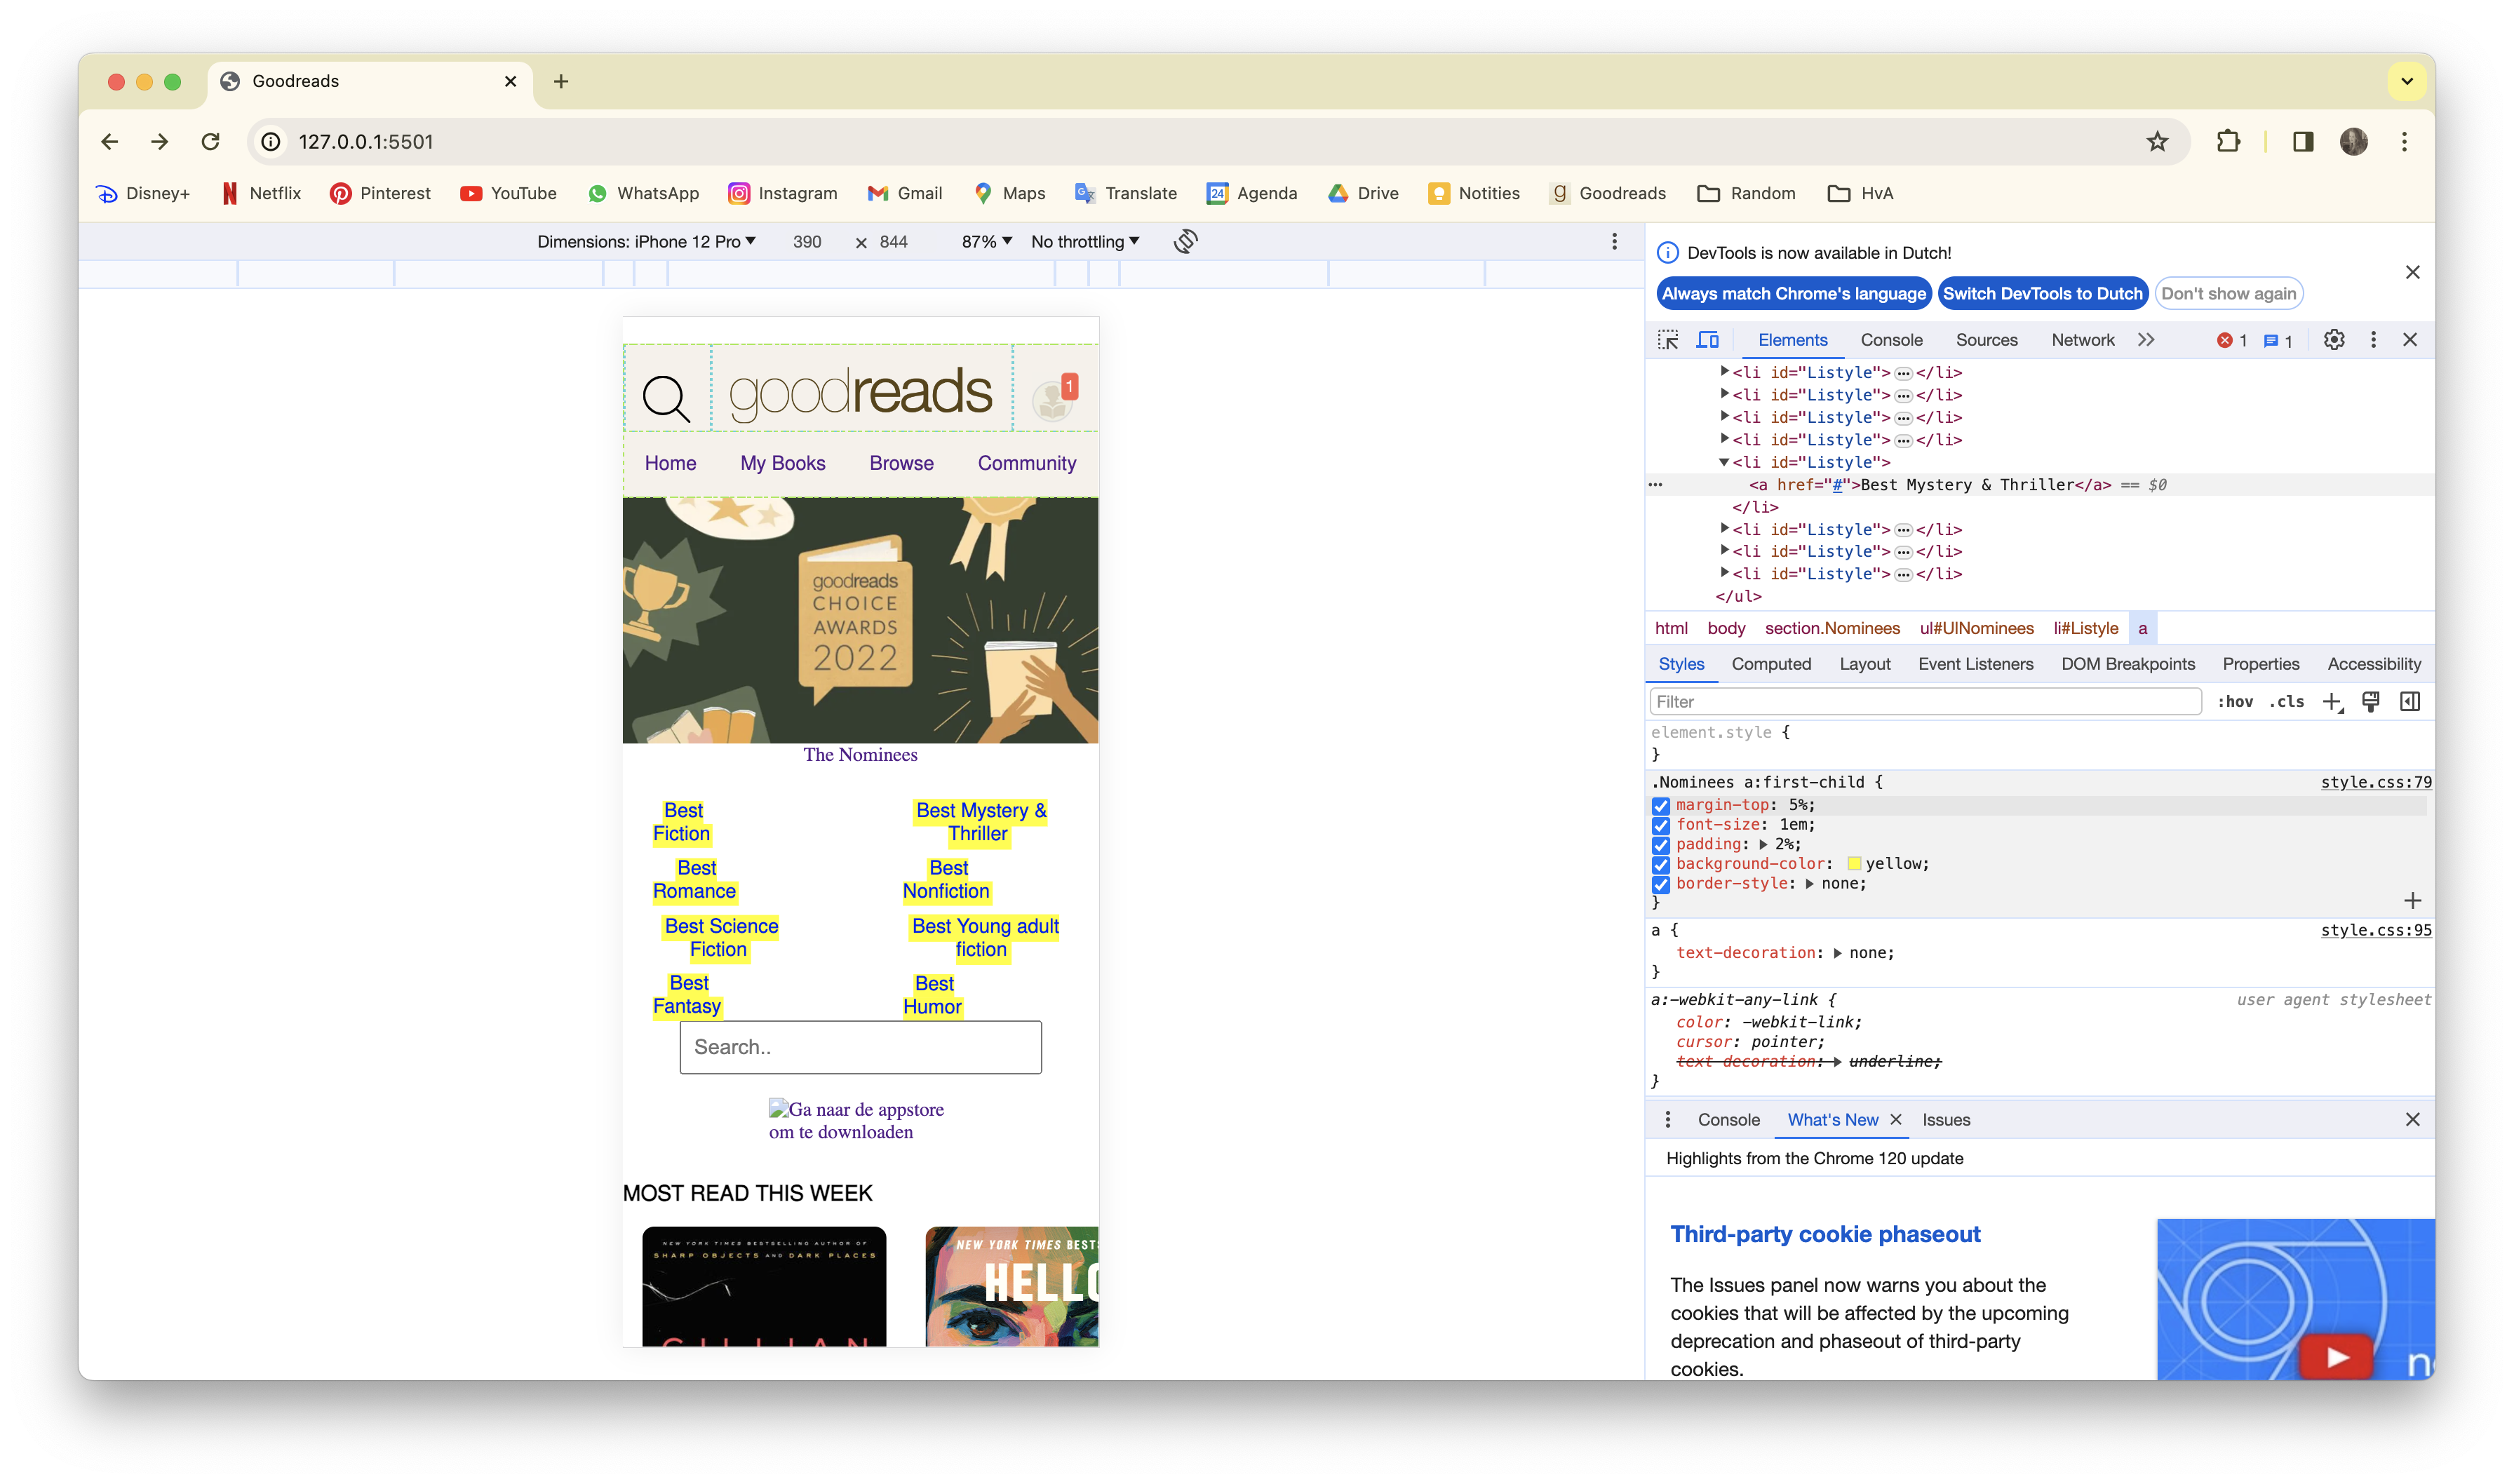 Goodreads
127.0.0.1:5501
Disney+ Netflix Pinterest YouTube WhatsApp Instagram Gmail Maps Translate 24 Agenda Drive Notities g Goodreads Random HvA
Dimensions: iPhone 12 Pro 390 × 844 87% No throttling
goodreads
1
Home My Books Browse Community
goodreads
CHOICE
AWARDS
2022
The Nominees
Best
Fiction
Best Mystery &
Thriller
Best
Romance
Best
Nonfiction
Best Science
Fiction
Best Young adult
fiction
Best
Fantasy
Best
Humor
Search..
Ga naar de appstore
om te downloaden
MOST READ THIS WEEK
NEW YORK TIMES BESTSELLING AUTHOR OF
SHARP OBJECTS AND DARK PLACES
GILLIAN
NEW YORK TIMES BEST
HELLO
DevTools is now available in Dutch!
Always match Chrome's language Switch DevTools to Dutch Don't show again
Elements Console Sources Network 1 1
<li id="Listyle">…</li>
<li id="Listyle">…</li>
<li id="Listyle">…</li>
<li id="Listyle">…</li>
<li id="Listyle">
<a href="#">Best Mystery & Thriller</a> == $0
</li>
<li id="Listyle">…</li>
<li id="Listyle">…</li>
<li id="Listyle">…</li>
</ul>
html body section.Nominees ul#UlNominees li#Listyle a
Styles Computed Layout Event Listeners DOM Breakpoints Properties Accessibility
Filter :hov .cls
element.style {
}
.Nominees a:first-child { style.css:79
margin-top: 5%;
font-size: 1em;
padding: 2%;
background-color: yellow;
border-style: none;
}
a { style.css:95
text-decoration: none;
}
a:-webkit-any-link { user agent stylesheet
color: -webkit-link;
cursor: pointer;
text-decoration: underline;
}
Console What's New Issues
Highlights from the Chrome 120 update
Third-party cookie phaseout
The Issues panel now warns you about the
cookies that will be affected by the upcoming
deprecation and phaseout of third-party
cookies.